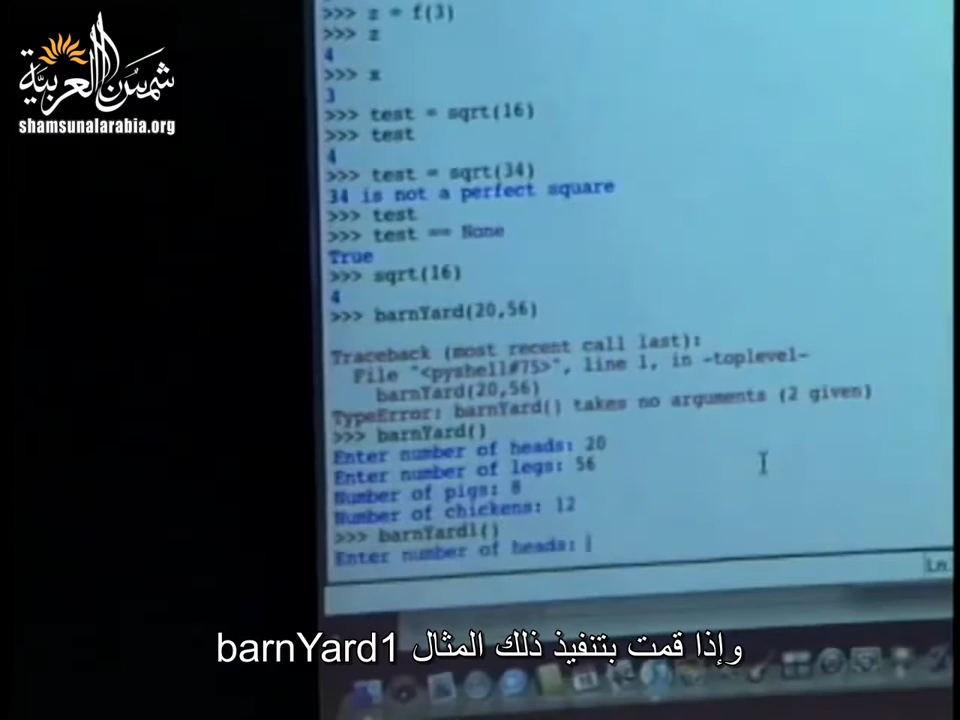 شمس العربية
shamsunalarabia.org
>>> z = f(3)
>>> z
4
>>> x
3
>>> test = sqrt(16)
>>> test
4
>>> test = sqrt(34)
34 is not a perfect square
>>> test
>>> test == None
True
>>> sqrt(16)
4
>>> barnYard(20,56)
Traceback (most recent call last):
File "<pyshell#75>", line 1, in -toplevel-
barnYard(20,56)
TypeError: barnYard() takes no arguments (2 given)
>>> barnYard()
Enter number of heads: 20
Enter number of legs: 56
Number of pigs: 8
Number of chickens: 12
>>> barnYard1()
Enter number of heads:
Ln
وإذا قمت بتنفيذ ذلك المثال barnYard1